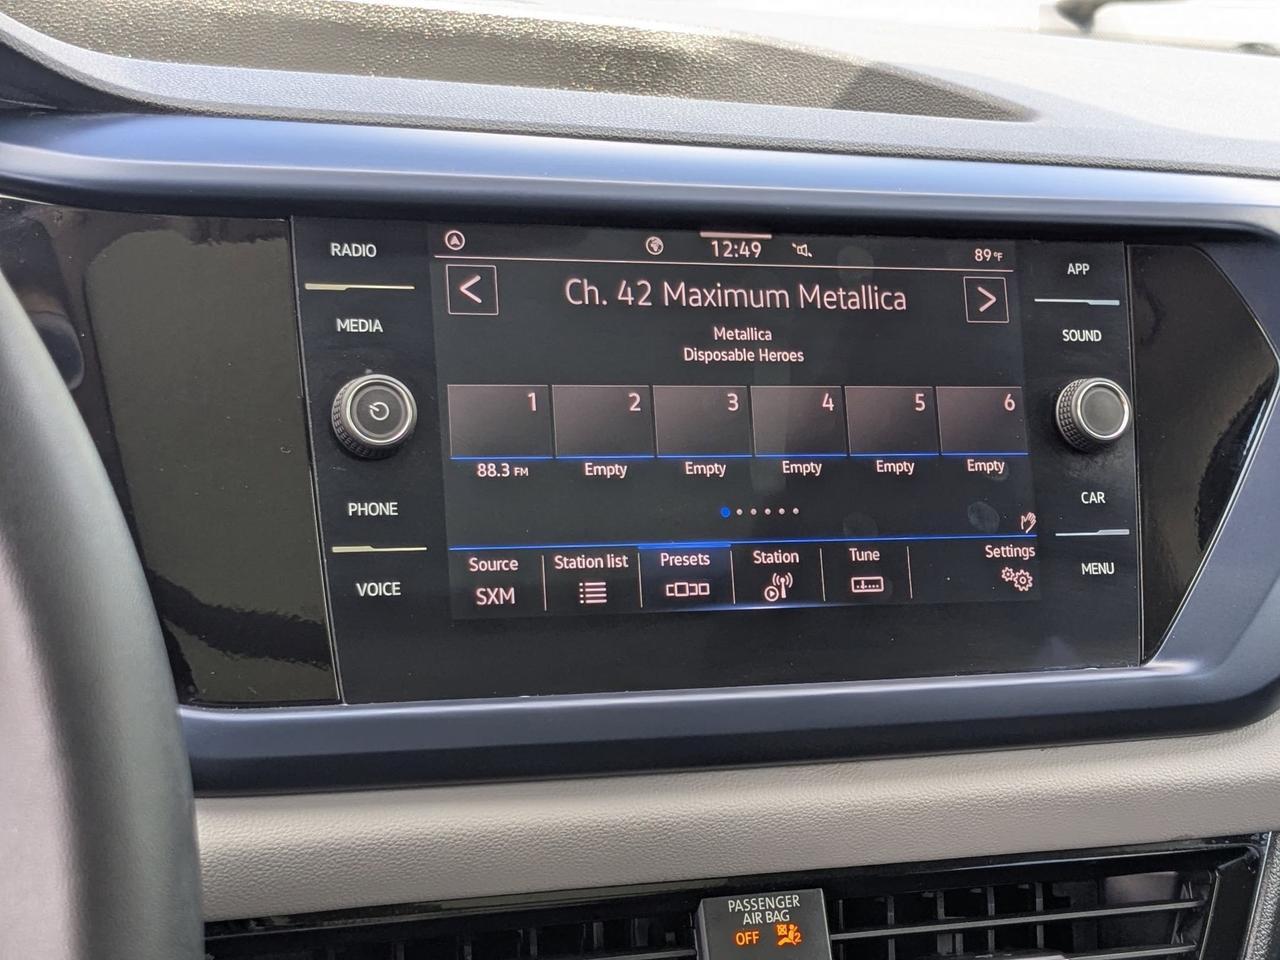 RADIO
MEDIA
PHONE
VOICE
12:49
89°F
<
Ch. 42 Maximum Metallica
>
Metallica
Disposable Heroes
1 2 3 4 5 6
88.3 FM Empty Empty Empty Empty Empty
Source Station list Presets Station Tune Settings
SXM
APP
SOUND
CAR
MENU
PASSENGER
AIR BAG
OFF 2